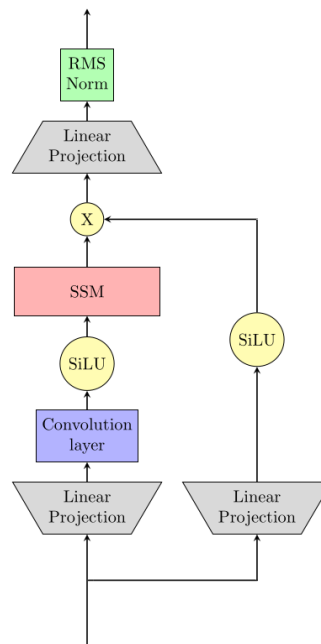 RMS
Norm
Linear
Projection
X
SSM
SiLU
SiLU
Convolution
layer
Linear
Projection
Linear
Projection